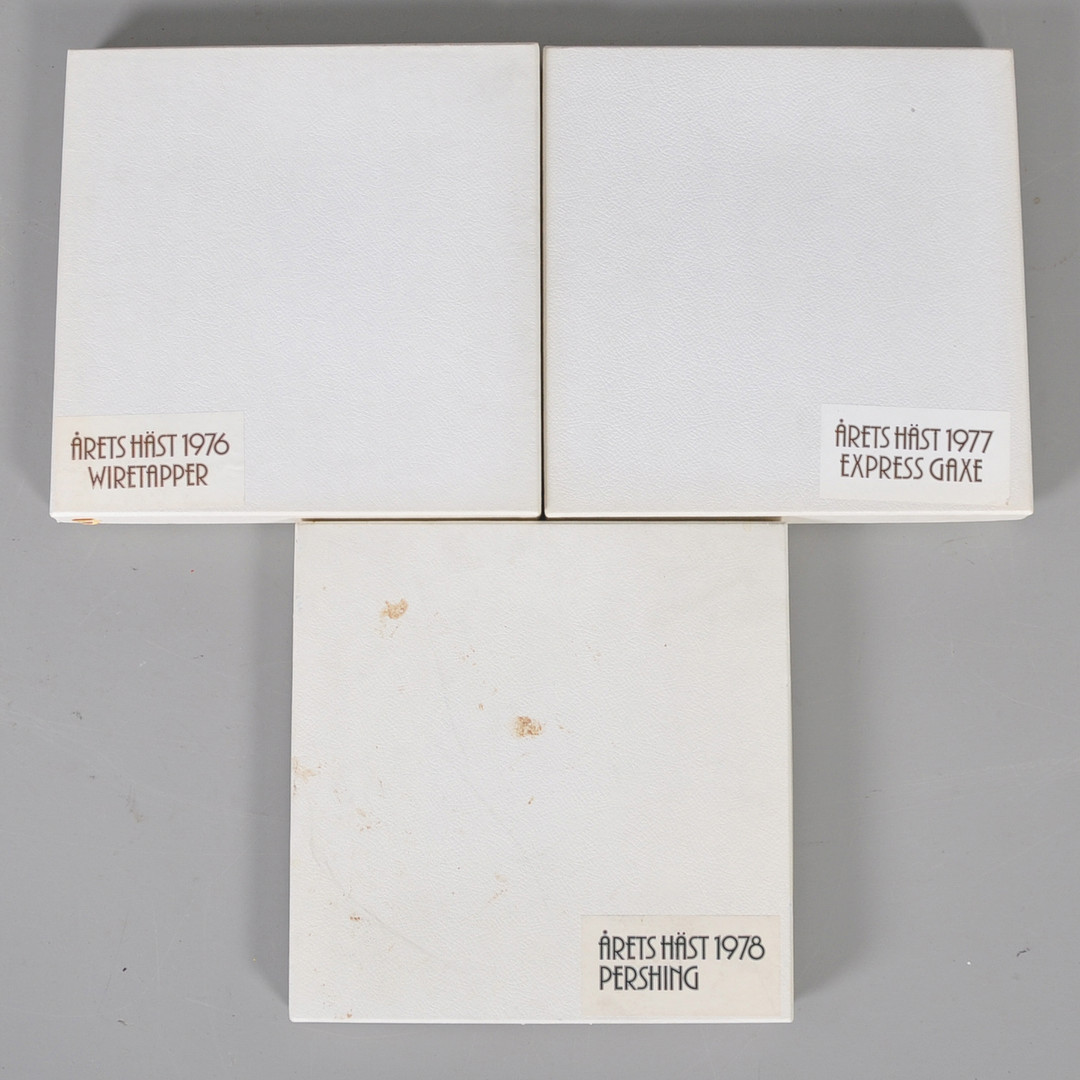 ÅRETS HÄST 1976
WIRETAPPER
ÅRETS HÄST 1977
EXPRESS GAXE
ÅRETS HÄST 1978
PERSHING